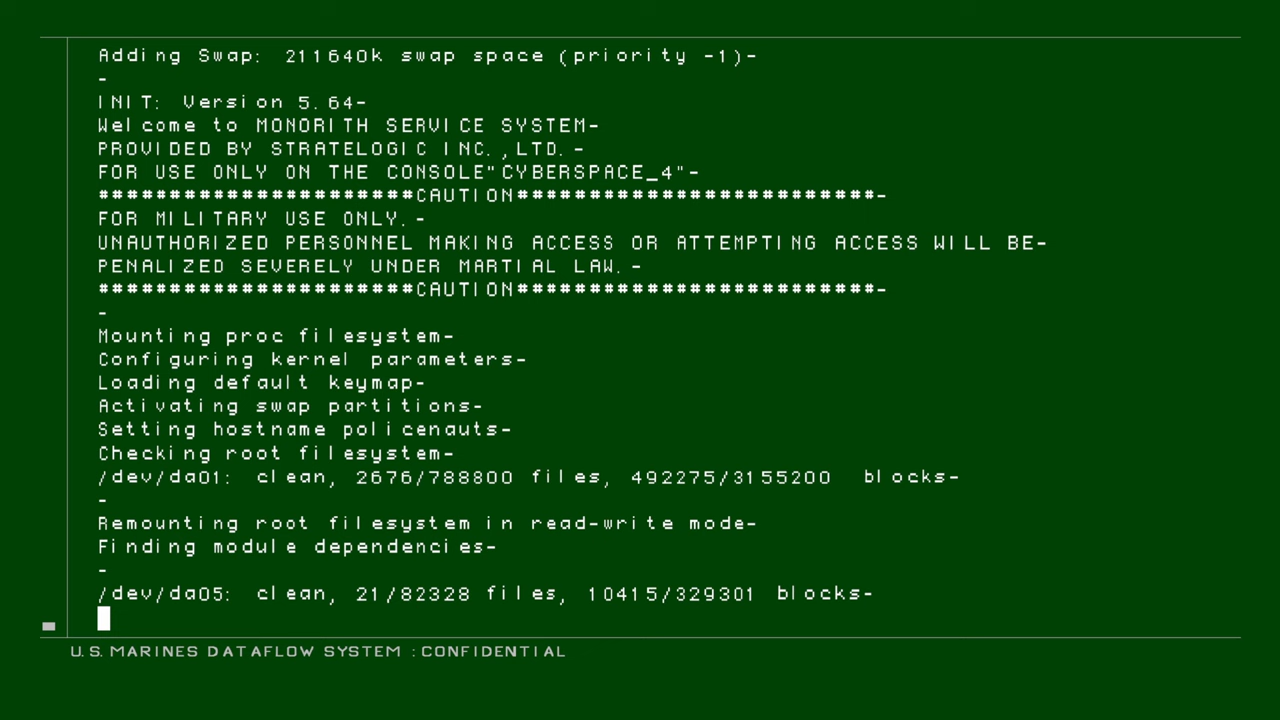 Adding Swap: 211640k swap space (priority -1)-
-
INIT: Version 5.64-
Welcome to MONORITH SERVICE SYSTEM-
PROVIDED BY STRATELOGIC INC.,LTD.-
FOR USE ONLY ON THE CONSOLE"CYBERSPACE_4"-
######################CAUTION#########################-
FOR MILITARY USE ONLY.-
UNAUTHORIZED PERSONNEL MAKING ACCESS OR ATTEMPTING ACCESS WILL BE-
PENALIZED SEVERELY UNDER MARTIAL LAW.-
######################CAUTION#########################-
-
Mounting proc filesystem-
Configuring kernel parameters-
Loading default keymap-
Activating swap partitions-
Setting hostname policenauts-
Checking root filesystem-
/dev/da01: clean, 2676/788800 files, 492275/3155200 blocks-
-
Remounting root filesystem in read-write mode-
Finding module dependencies-
-
/dev/da05: clean, 21/82328 files, 10415/329301 blocks-
U.S.MARINES DATAFLOW SYSTEM :CONFIDENTIAL